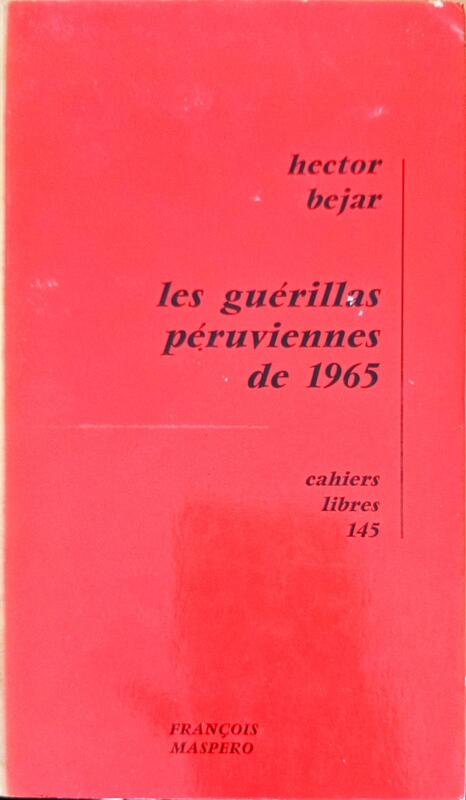 hector
bejar
les guérillas
péruviennes
de 1965
cahiers
libres
145
FRANÇOIS
MASPERO